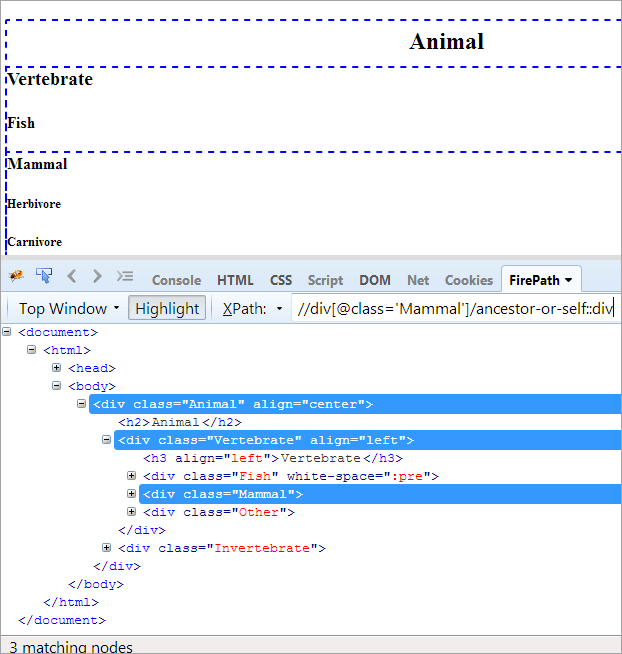 Animal
Vertebrate
Fish
Mammal
Herbivore
Carnivore
Console HTML CSS Script DOM Net Cookies FirePath
Top Window Highlight XPath: //div[@class='Mammal']/ancestor-or-self::div
<document>
<html>
<head>
<body>
<div class="Animal" align="center">
<h2>Animal</h2>
<div class="Vertebrate" align="left">
<h3 align="left">Vertebrate</h3>
<div class="Fish" white-space=":pre">
<div class="Mammal">
<div class="Other">
</div>
<div class="Invertebrate">
</div>
</body>
</html>
</document>
3 matching nodes